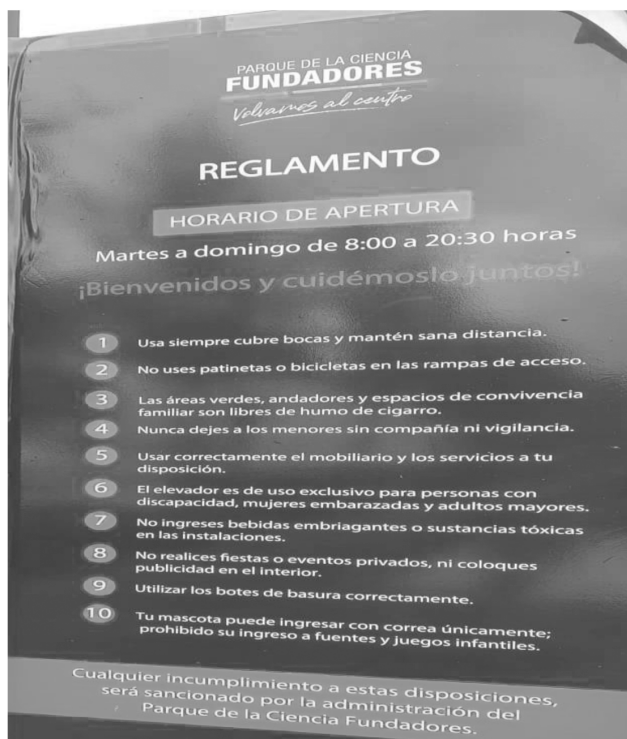 PARQUE DE LA CIENCIA
FUNDADORES
Volvamos al centro
REGLAMENTO
HORARIO DE APERTURA
Martes a domingo de 8:00 a 20:30 horas
¡Bienvenidos y cuidémoslo juntos!
1 Usa siempre cubre bocas y mantén sana distancia.
2 No uses patinetas o bicicletas en las rampas de acceso.
3 Las áreas verdes, andadores y espacios de convivencia
familiar son libres de humo de cigarro.
4 Nunca dejes a los menores sin compañía ni vigilancia.
5 Usar correctamente el mobiliario y los servicios a tu
disposición.
6 El elevador es de uso exclusivo para personas con
discapacidad, mujeres embarazadas y adultos mayores.
7 No ingreses bebidas embriagantes o sustancias tóxicas
en las instalaciones.
8 No realices fiestas o eventos privados, ni coloques
publicidad en el interior.
9 Utilizar los botes de basura correctamente.
10 Tu mascota puede ingresar con correa únicamente;
prohibido su ingreso a fuentes y juegos infantiles.
Cualquier incumplimiento a estas disposiciones,
será sancionado por la administración del
Parque de la Ciencia Fundadores.